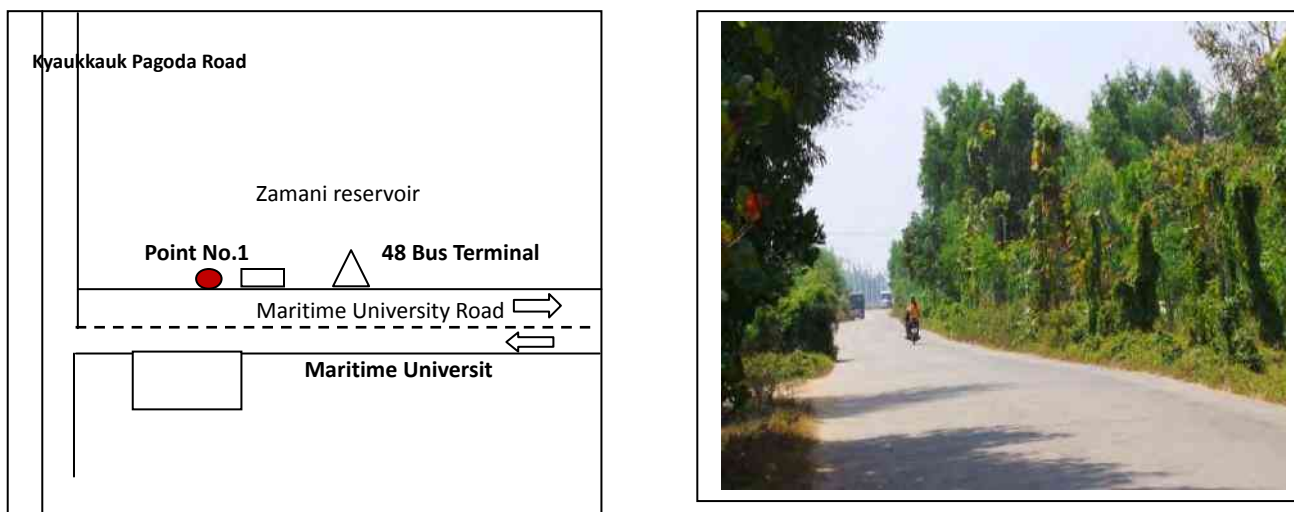 Kyaukkauk Pagoda Road
Zamani reservoir
Point No.1
48 Bus Terminal
Maritime University Road
Maritime Universit